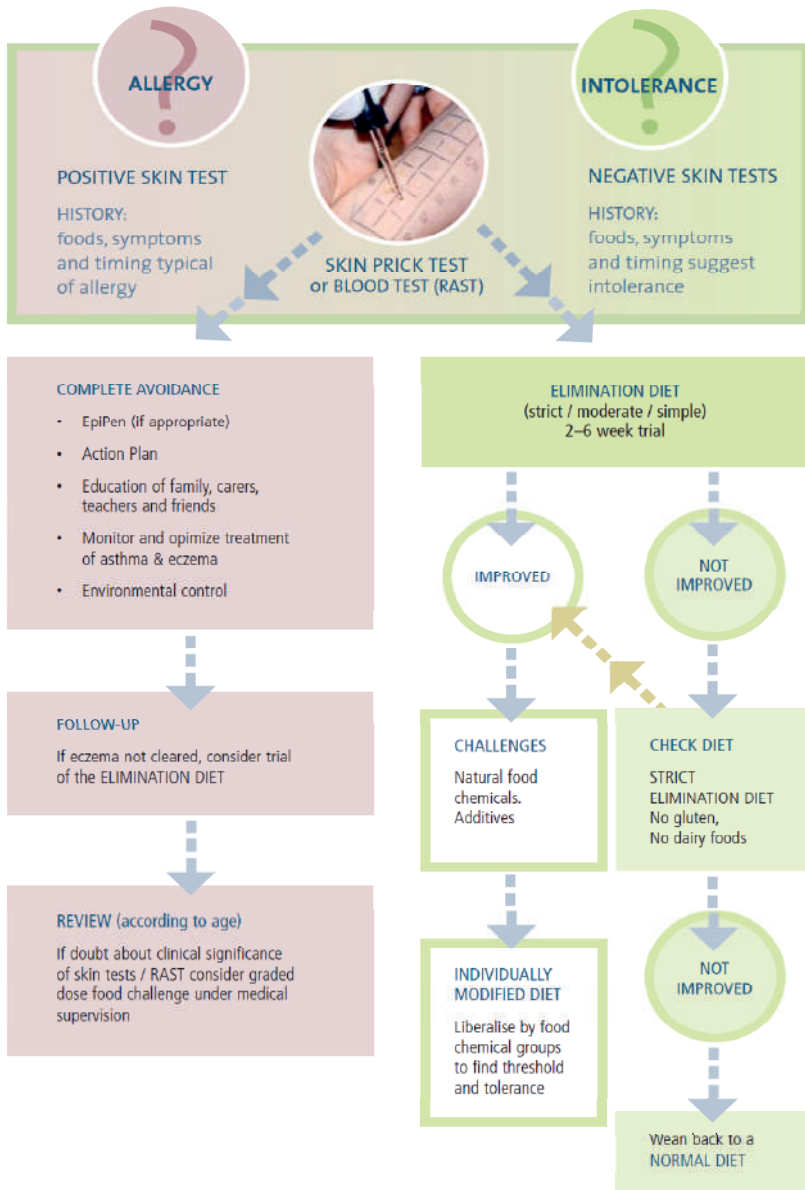 ALLERGY
INTOLERANCE
POSITIVE SKIN TEST
HISTORY:
foods, symptoms
and timing typical
of allergy
SKIN PRICK TEST
or BLOOD TEST (RAST)
NEGATIVE SKIN TESTS
HISTORY:
foods, symptoms
and timing suggest
intolerance
COMPLETE AVOIDANCE
- EpiPen (if appropriate)
• Action Plan
• Education of family, carers,
teachers and friends
• Monitor and opimize treatment
of asthma & eczema
• Environmental control
FOLLOW-UP
If eczema not cleared, consider trial
of the ELIMINATION DIET
REVIEW (according to age)
If doubt about clinical significance
of skin tests / RAST consider graded
dose food challenge under medical
supervision
ELIMINATION DIET
(strict / moderate / simple)
2–6 week trial
IMPROVED
NOT
IMPROVED
CHALLENGES
Natural food
chemicals.
Additives
CHECK DIET
STRICT
ELIMINATION DIET
No gluten,
No dairy foods
INDIVIDUALLY
MODIFIED DIET
Liberalise by food
chemical groups
to find threshold
and tolerance
NOT
IMPROVED
Wean back to a
NORMAL DIET